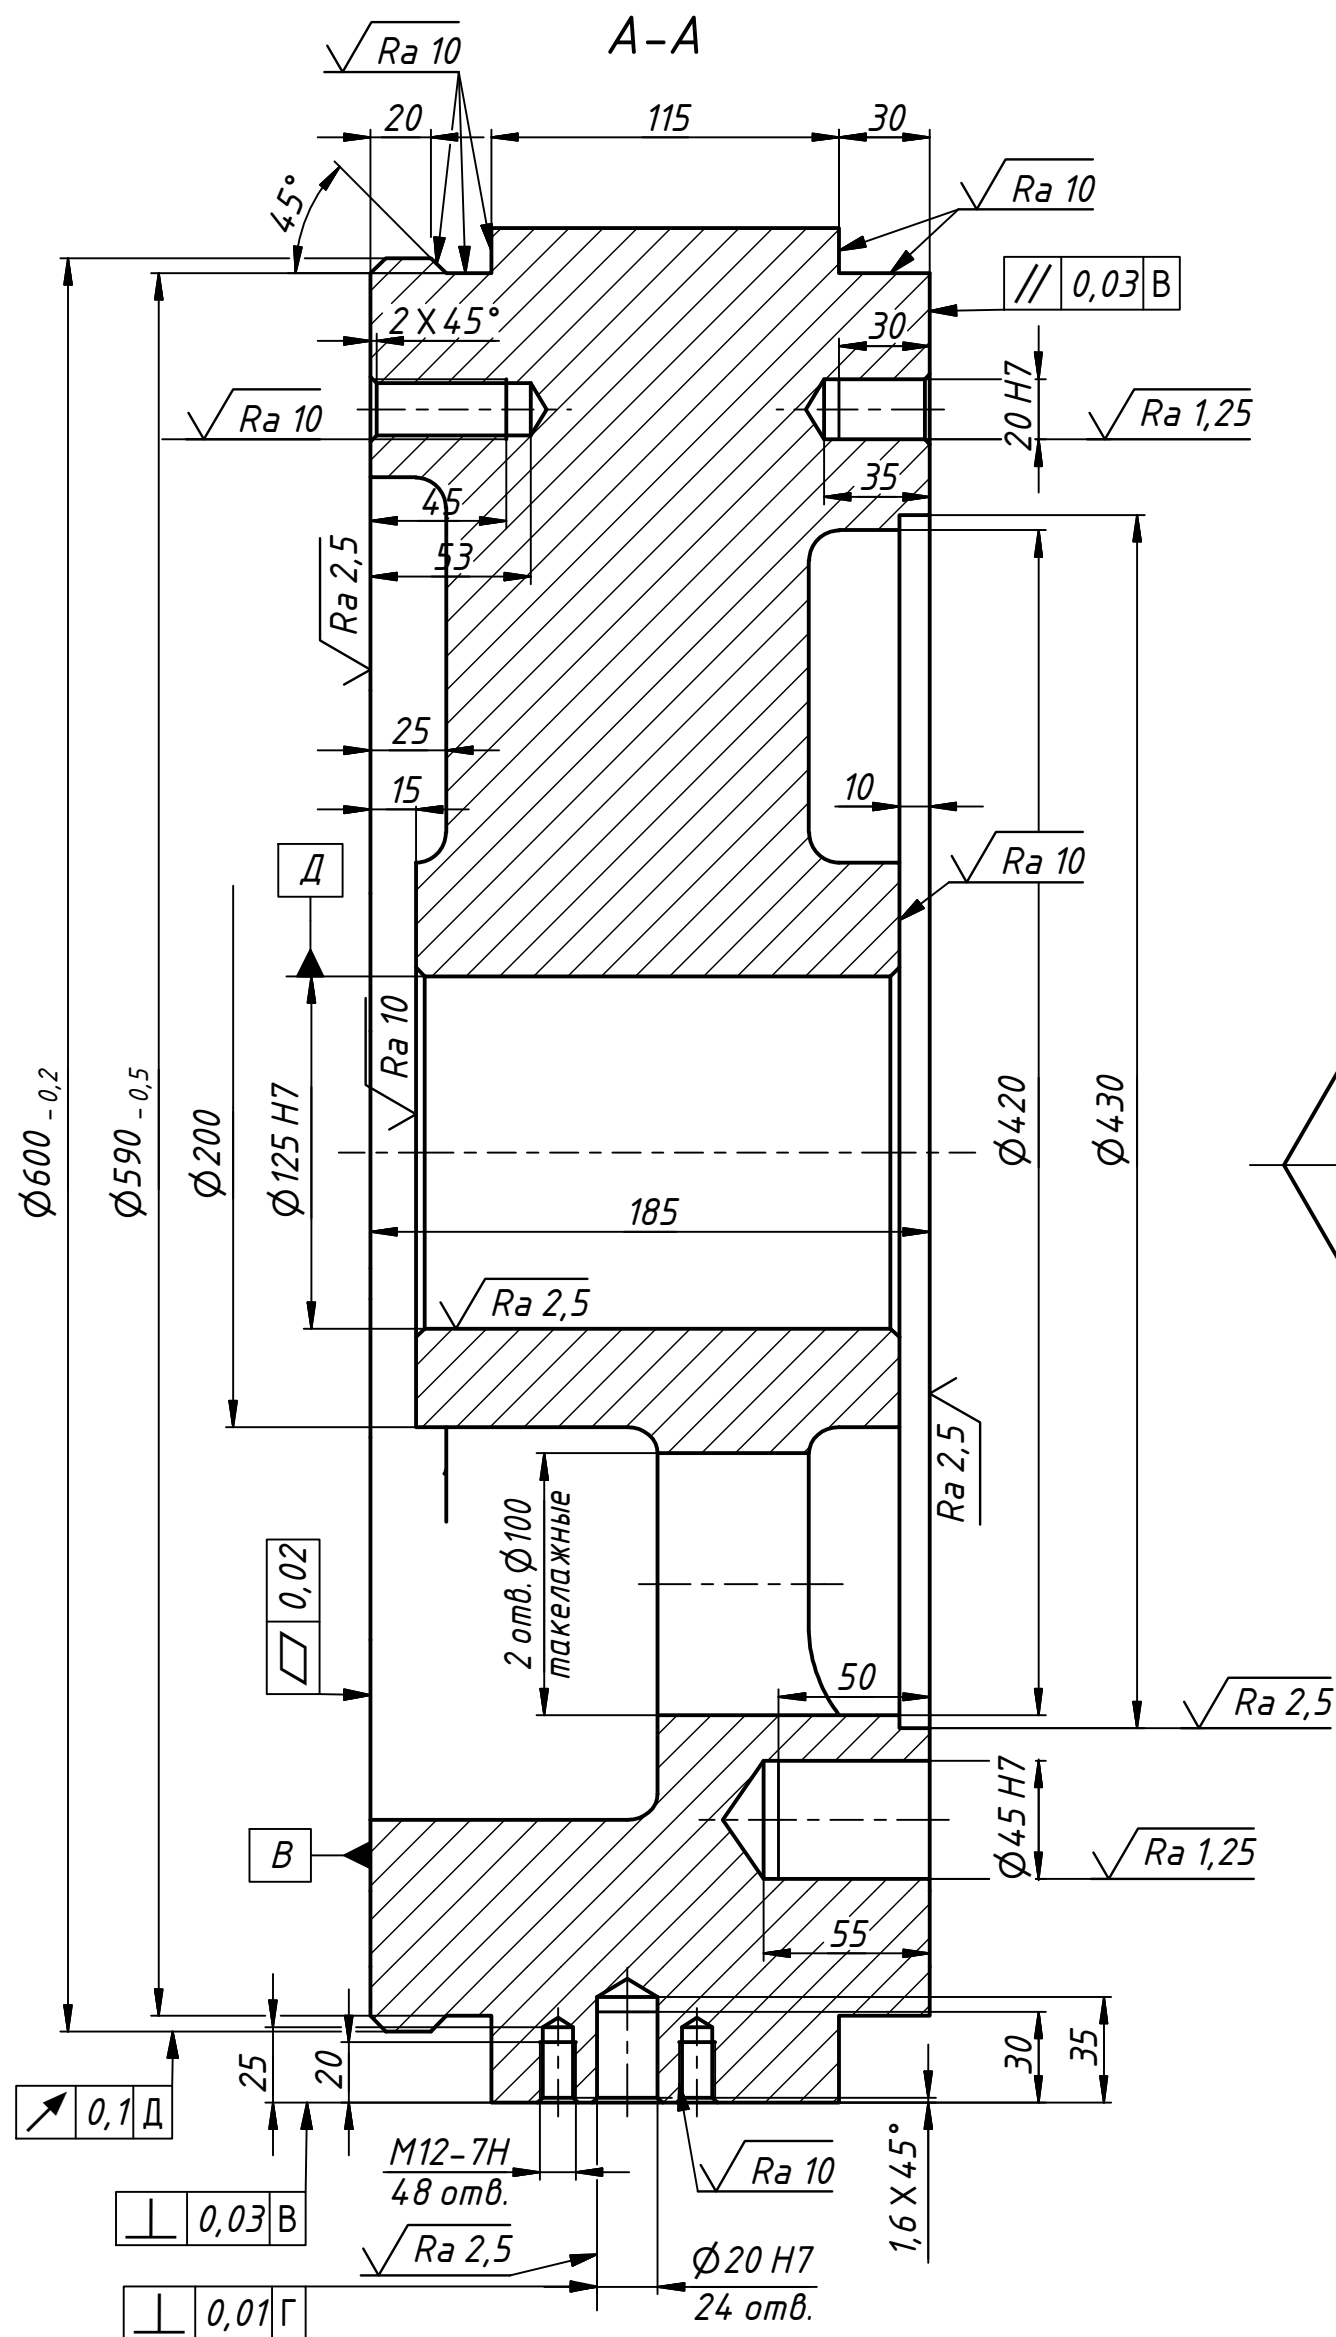 А-А
Ra 10
20
115
30
45°
Ra 10
// 0,03 В
2 X 45°
30
20 H7
Ra 10
Ra 1,25
45
35
53
Ra 2,5
25
15
10
Ra 10
Д
Ra 10
Ø600 -0,2
Ø590 -0,5
Ø200
Ø125 H7
Ø420
Ø430
185
Ra 2,5
Ra 2,5
2 отв. Ø100
такелажные
0,02
50
Ra 2,5
Ø45 H7
В
Ra 1,25
55
25
20
30
35
0,1 Д
М12-7Н
48 отв.
Ra 10
1,6 X 45°
0,03 В
Ra 2,5
Ø20 H7
24 отв.
0,01 Г